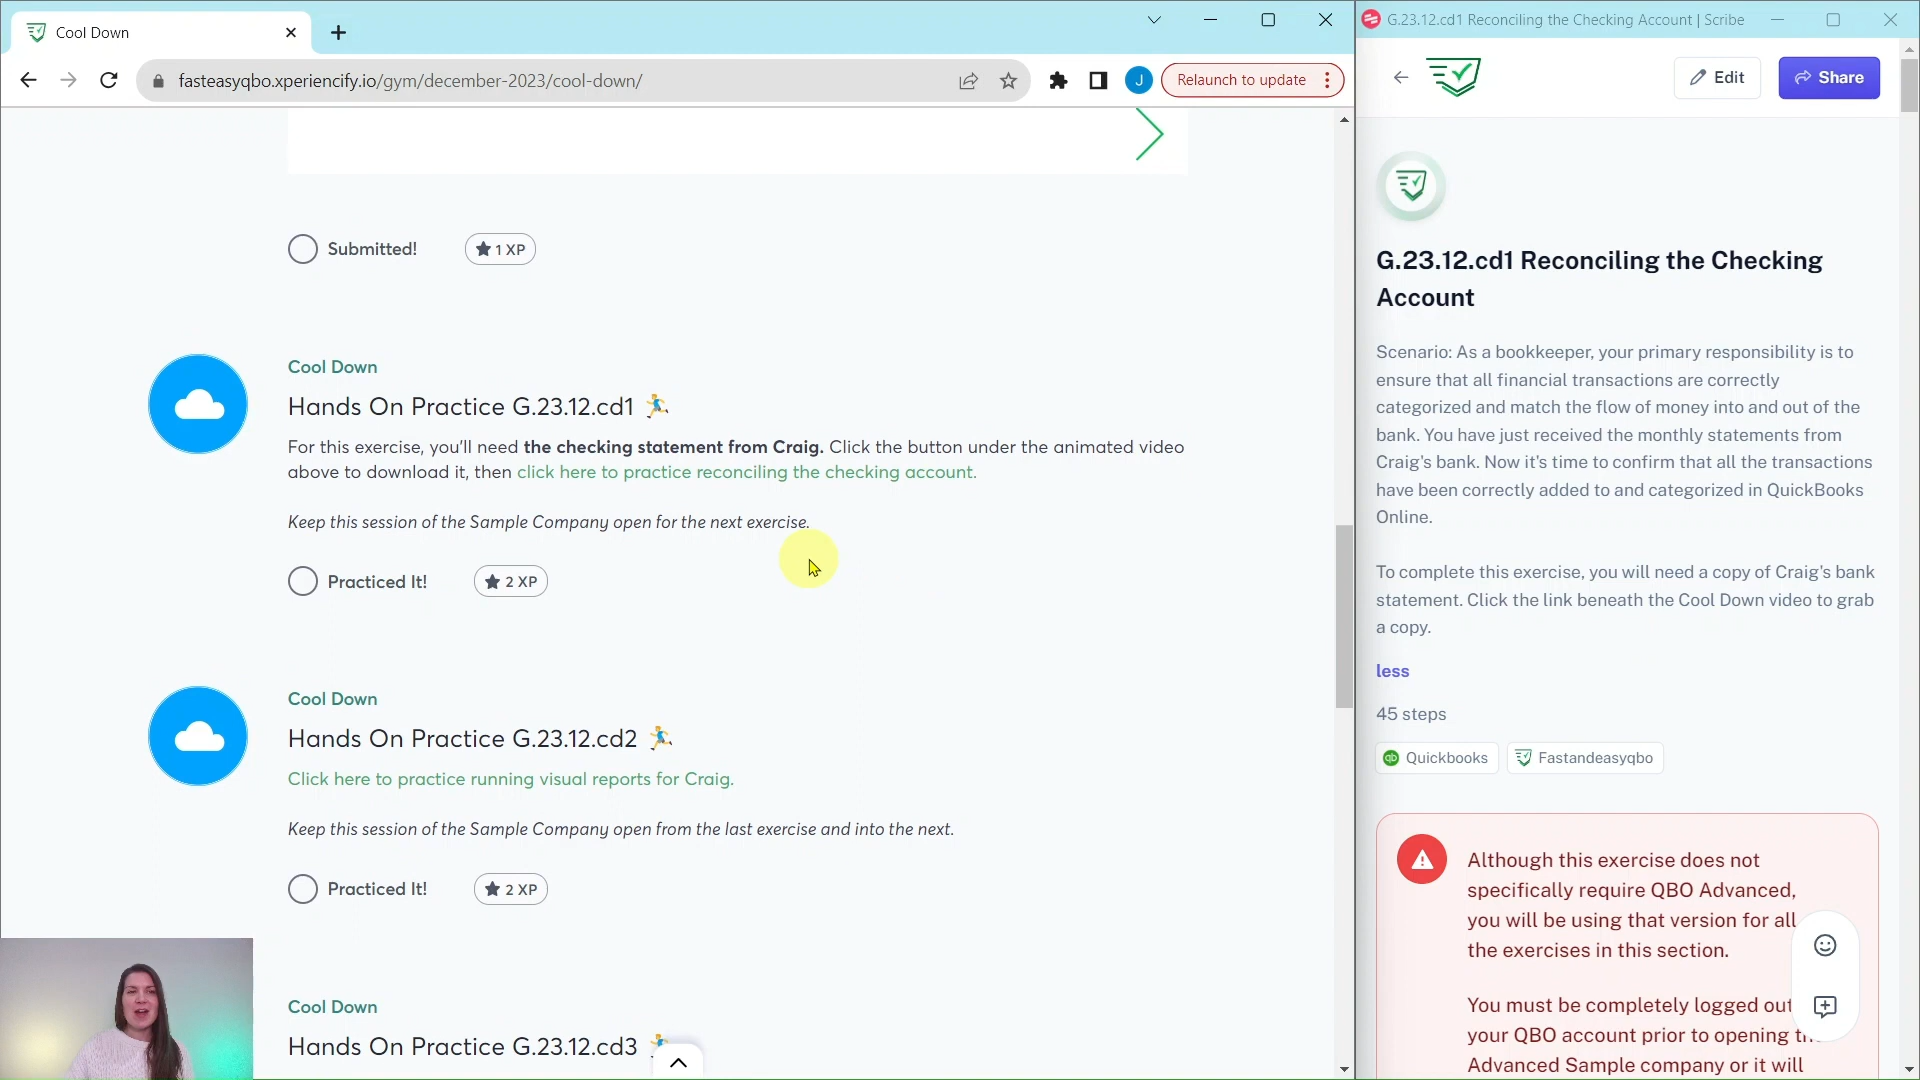 Cool Down
fasteasyqbo.xperiencify.io/gym/december-2023/cool-down/
J
Relaunch to update
Submitted!
1 XP
Cool Down
Hands On Practice G.23.12.cd1
For this exercise, you'll need the checking statement from Craig. Click the button under the animated video
above to download it, then click here to practice reconciling the checking account.
Keep this session of the Sample Company open for the next exercise.
Practiced It!
2 XP
Cool Down
Hands On Practice G.23.12.cd2
Click here to practice running visual reports for Craig.
Keep this session of the Sample Company open from the last exercise and into the next.
Practiced It!
2 XP
Cool Down
Hands On Practice G.23.12.cd3
G.23.12.cd1 Reconciling the Checking Account | Scribe
Edit
Share
G.23.12.cd1 Reconciling the Checking
Account
Scenario: As a bookkeeper, your primary responsibility is to
ensure that all financial transactions are correctly
categorized and match the flow of money into and out of the
bank. You have just received the monthly statements from
Craig's bank. Now it's time to confirm that all the transactions
have been correctly added to and categorized in QuickBooks
Online.
To complete this exercise, you will need a copy of Craig's bank
statement. Click the link beneath the Cool Down video to grab
a copy.
less
45 steps
qb
Quickbooks
Fastandeasyqbo
Although this exercise does not
specifically require QBO Advanced,
you will be using that version for all
the exercises in this section.
You must be completely logged out
your QBO account prior to opening
Advanced Sample company or it will